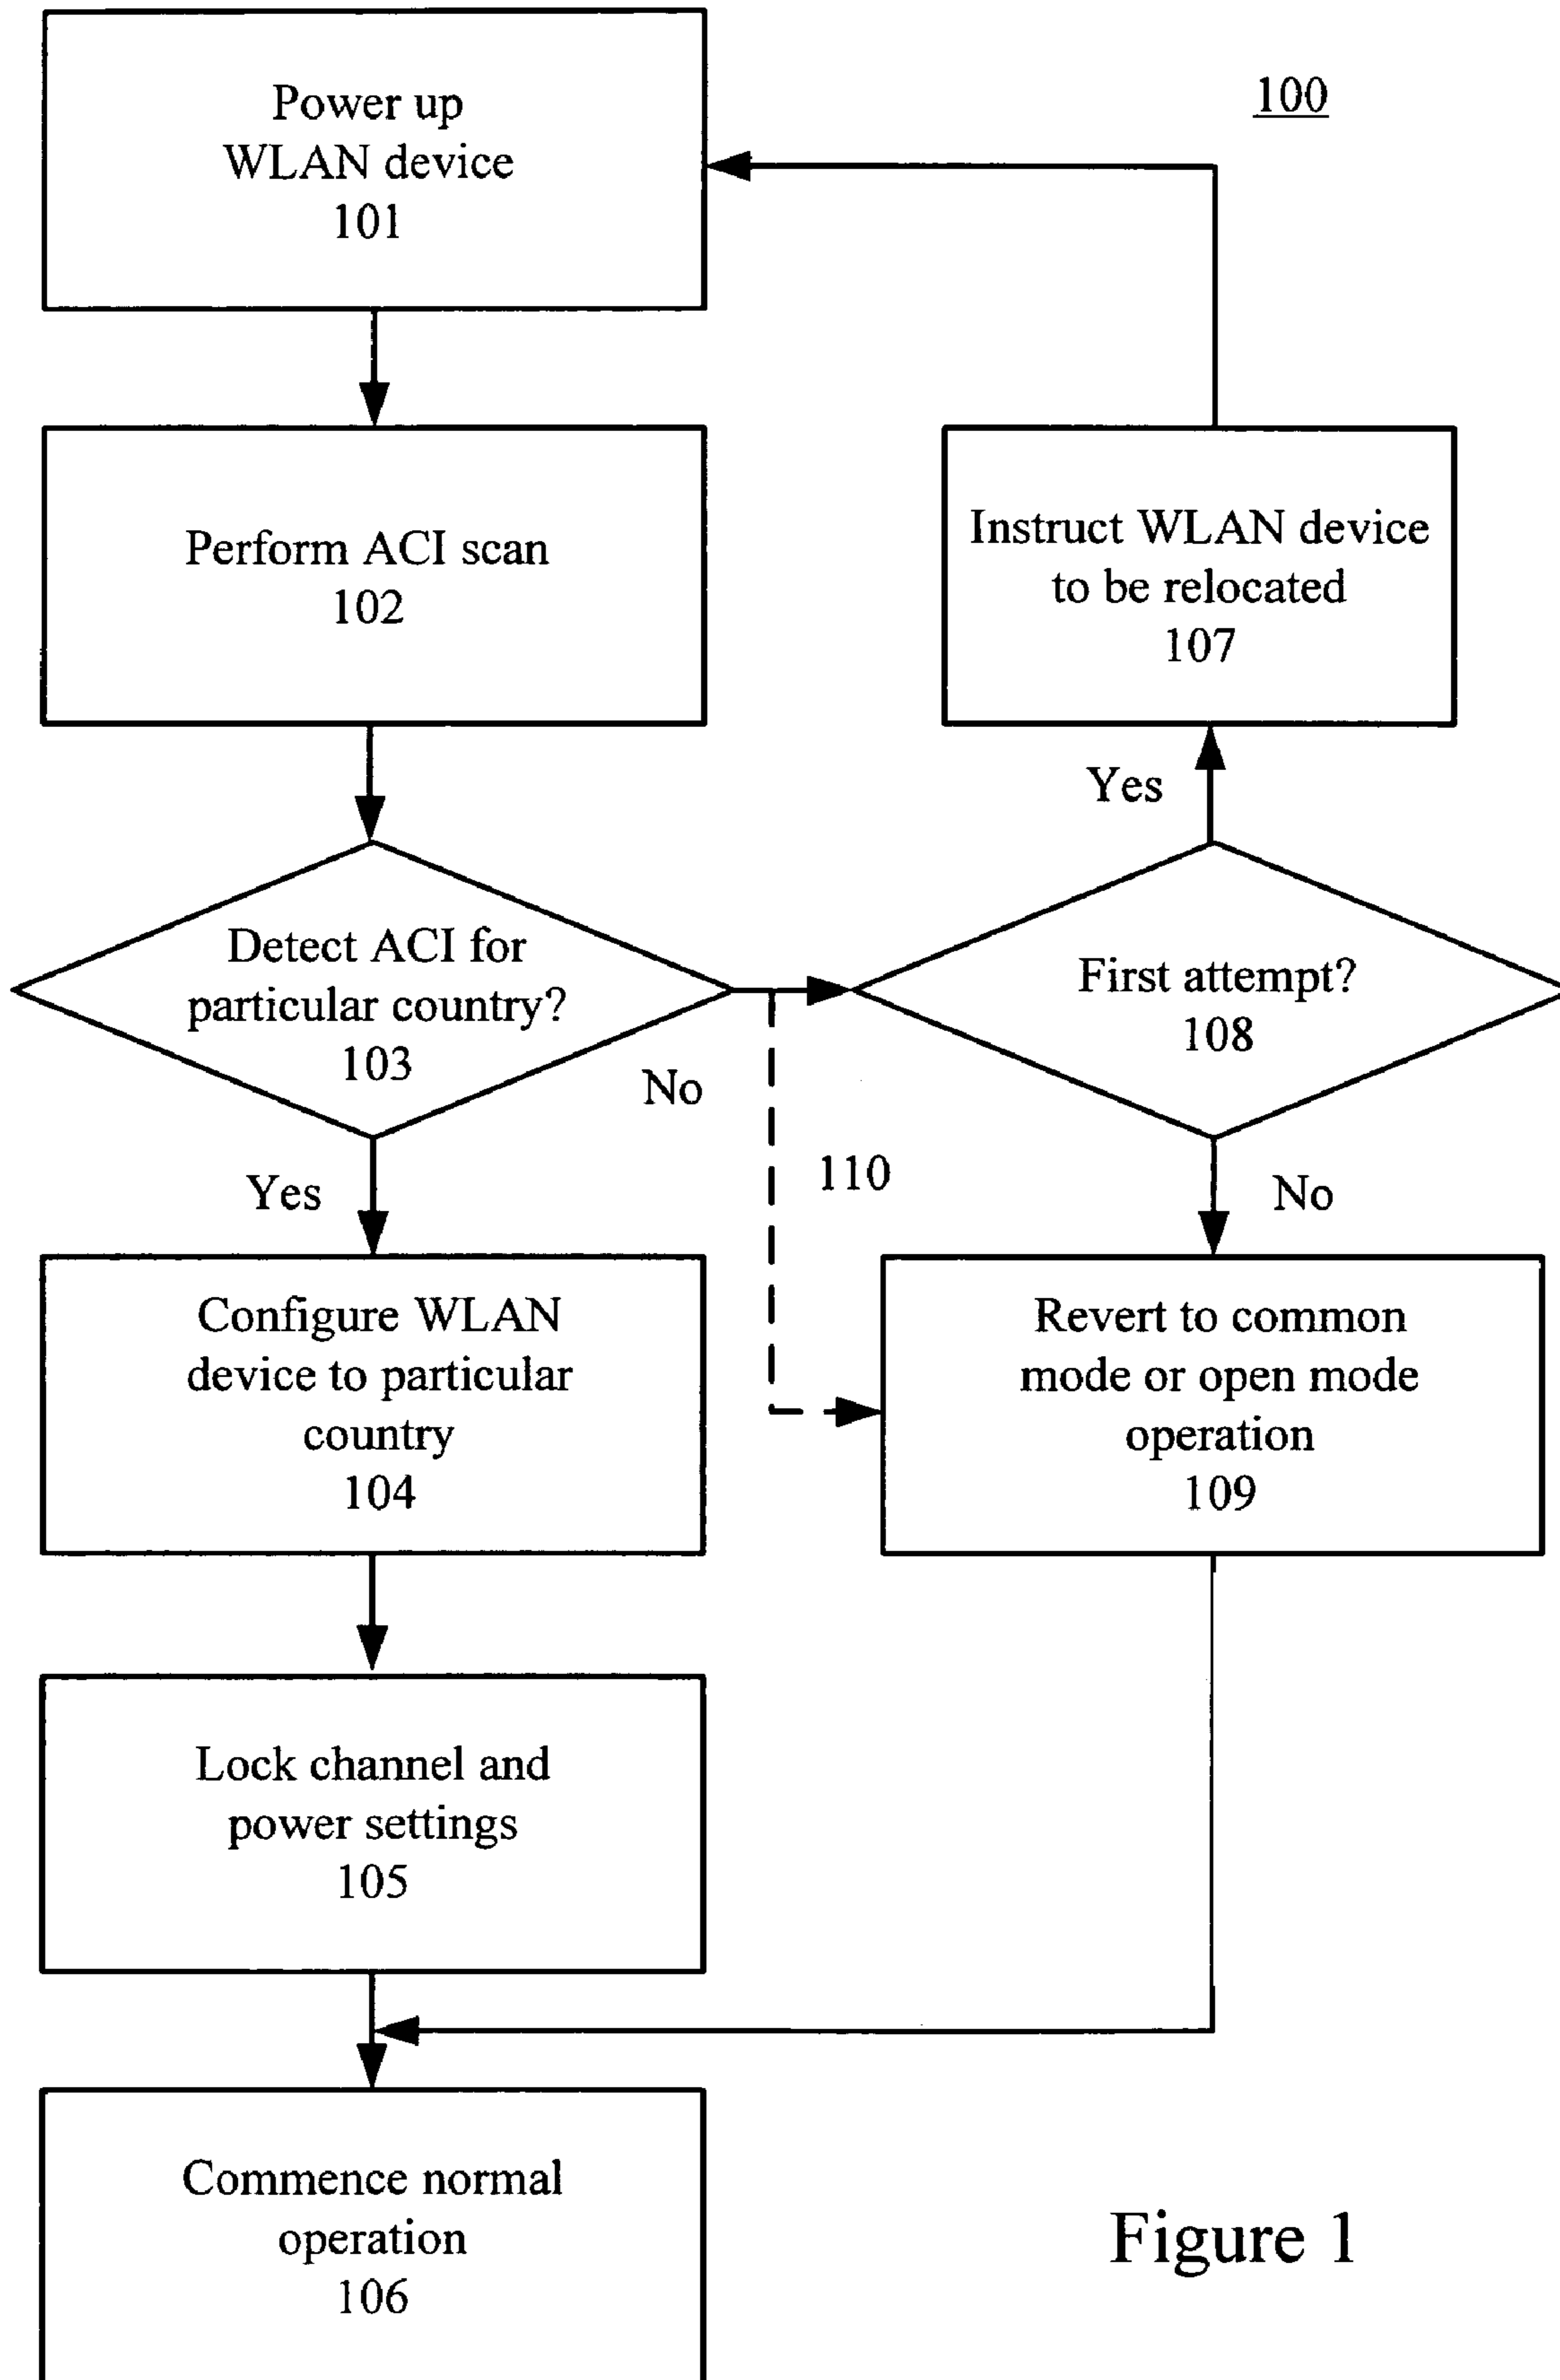 100
Power up
WLAN device
101
Perform ACI scan
102
Instruct WLAN device
to be relocated
107
Yes
Detect ACI for
particular country?
103
No
First attempt?
108
110
Yes
No
Configure WLAN
device to particular
country
104
Revert to common
mode or open mode
operation
109
Lock channel and
power settings
105
Commence normal
operation
106
Figure 1